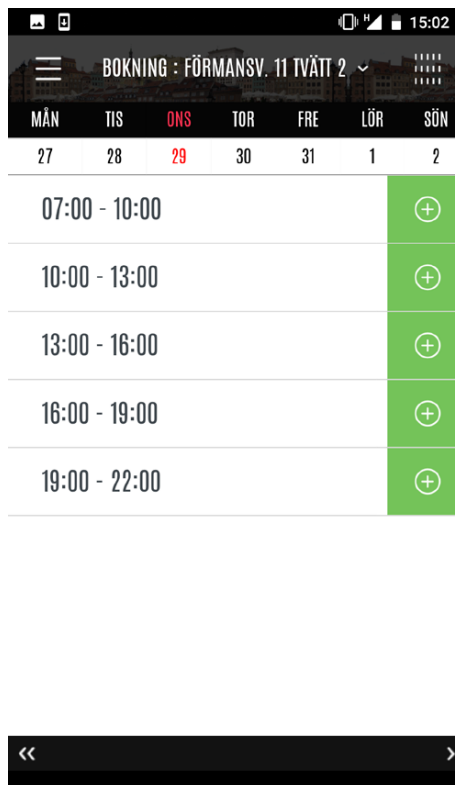 H 15:02
BOKNING : FÖRMANSV. 11 TVÄTT 2
MÅN TIS ONS TOR FRE LÖR SÖN
27 28 29 30 31 1 2
07:00 - 10:00
10:00 - 13:00
13:00 - 16:00
16:00 - 19:00
19:00 - 22:00